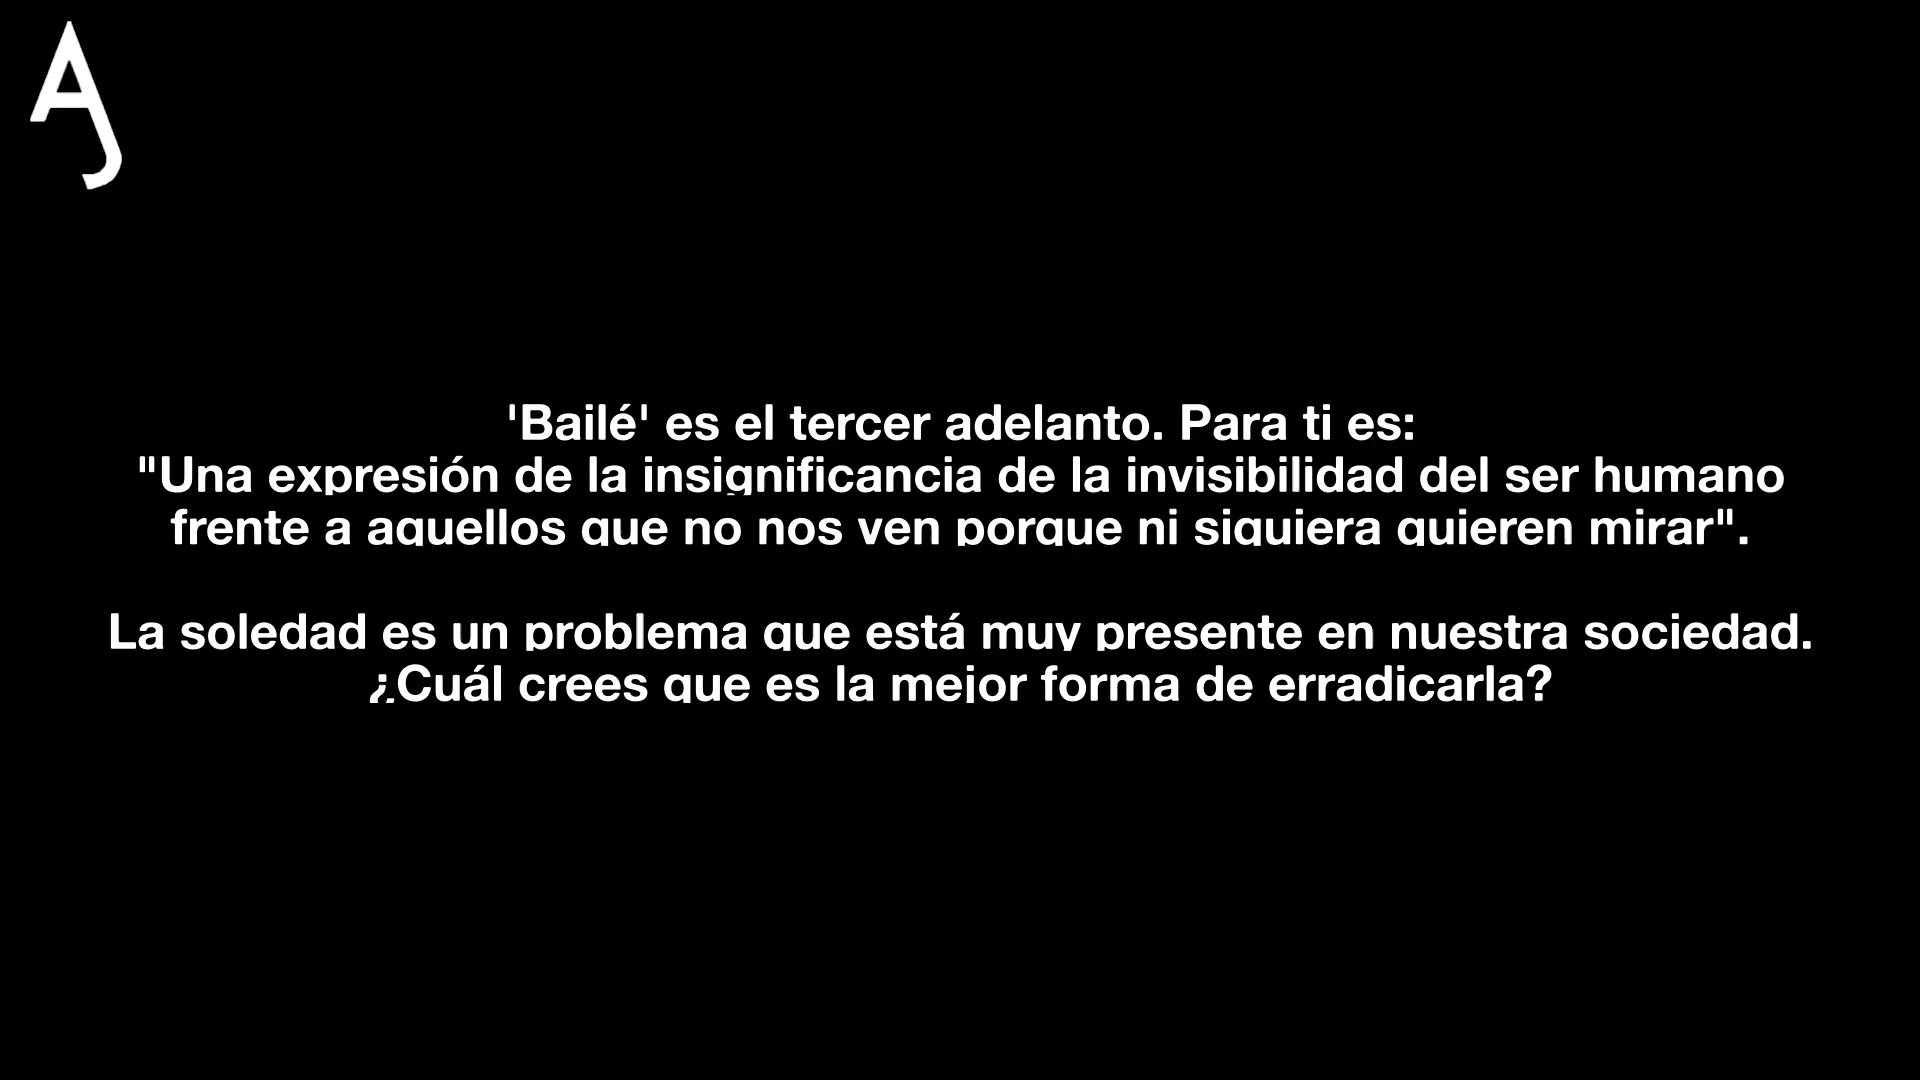 AJ
'Bailé' es el tercer adelanto. Para ti es:
"Una expresión de la insignificancia de la invisibilidad del ser humano
frente a aquellos que no nos ven porque ni siquiera quieren mirar".
La soledad es un problema que está muy presente en nuestra sociedad.
¿Cuál crees que es la mejor forma de erradicarla?